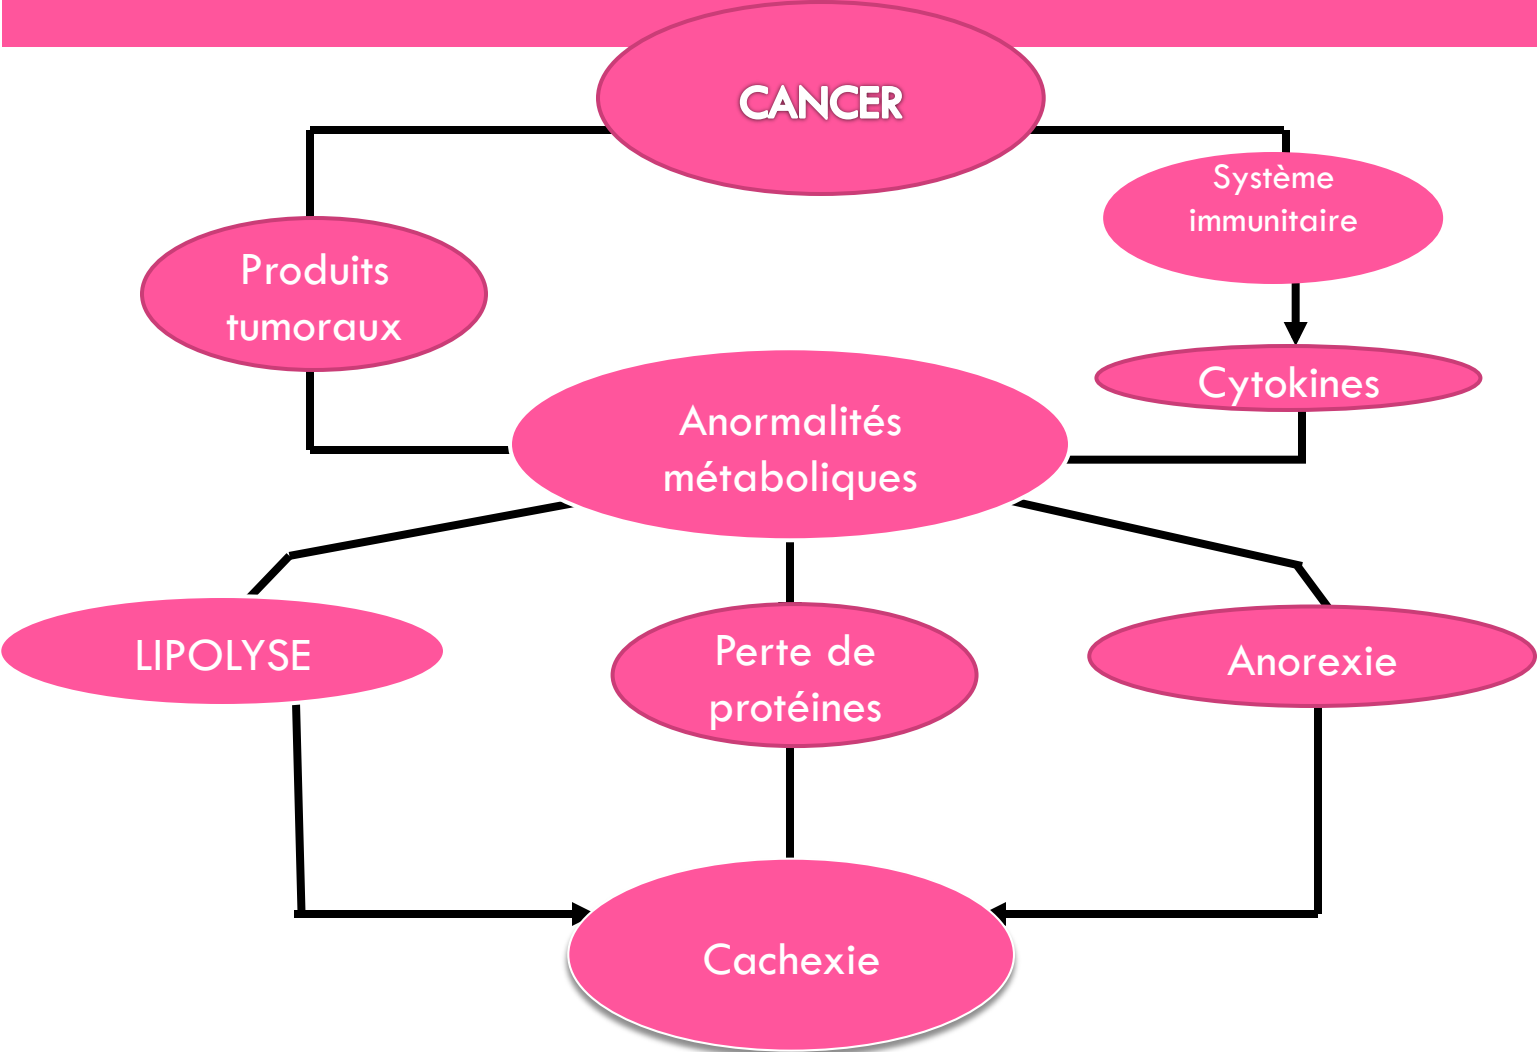 CANCER
Système
immunitaire
Produits
tumoraux
Cytokines
Anormalités
métaboliques
LIPOLYSE
Perte de
protéines
Anorexie
Cachexie